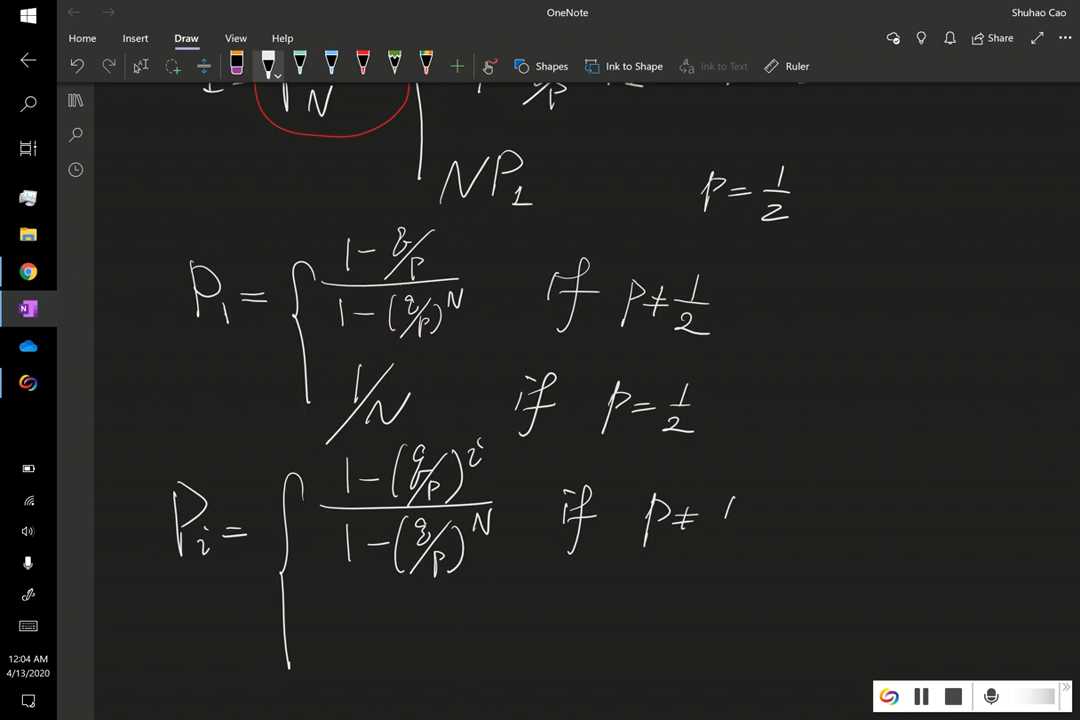 OneNote
Shuhao Cao
Home Insert Draw View Help
Share
Shapes Ink to Shape Ink to Text Ruler
N
NP₁
p = 1/2
P₁ = { (1 - q/p) / (1 - (q/p)^N) if p ≠ 1/2
1/N if p = 1/2
Pᵢ = { (1 - (q/p)^i) / (1 - (q/p)^N) if p ≠ 1
12:04 AM
4/13/2020